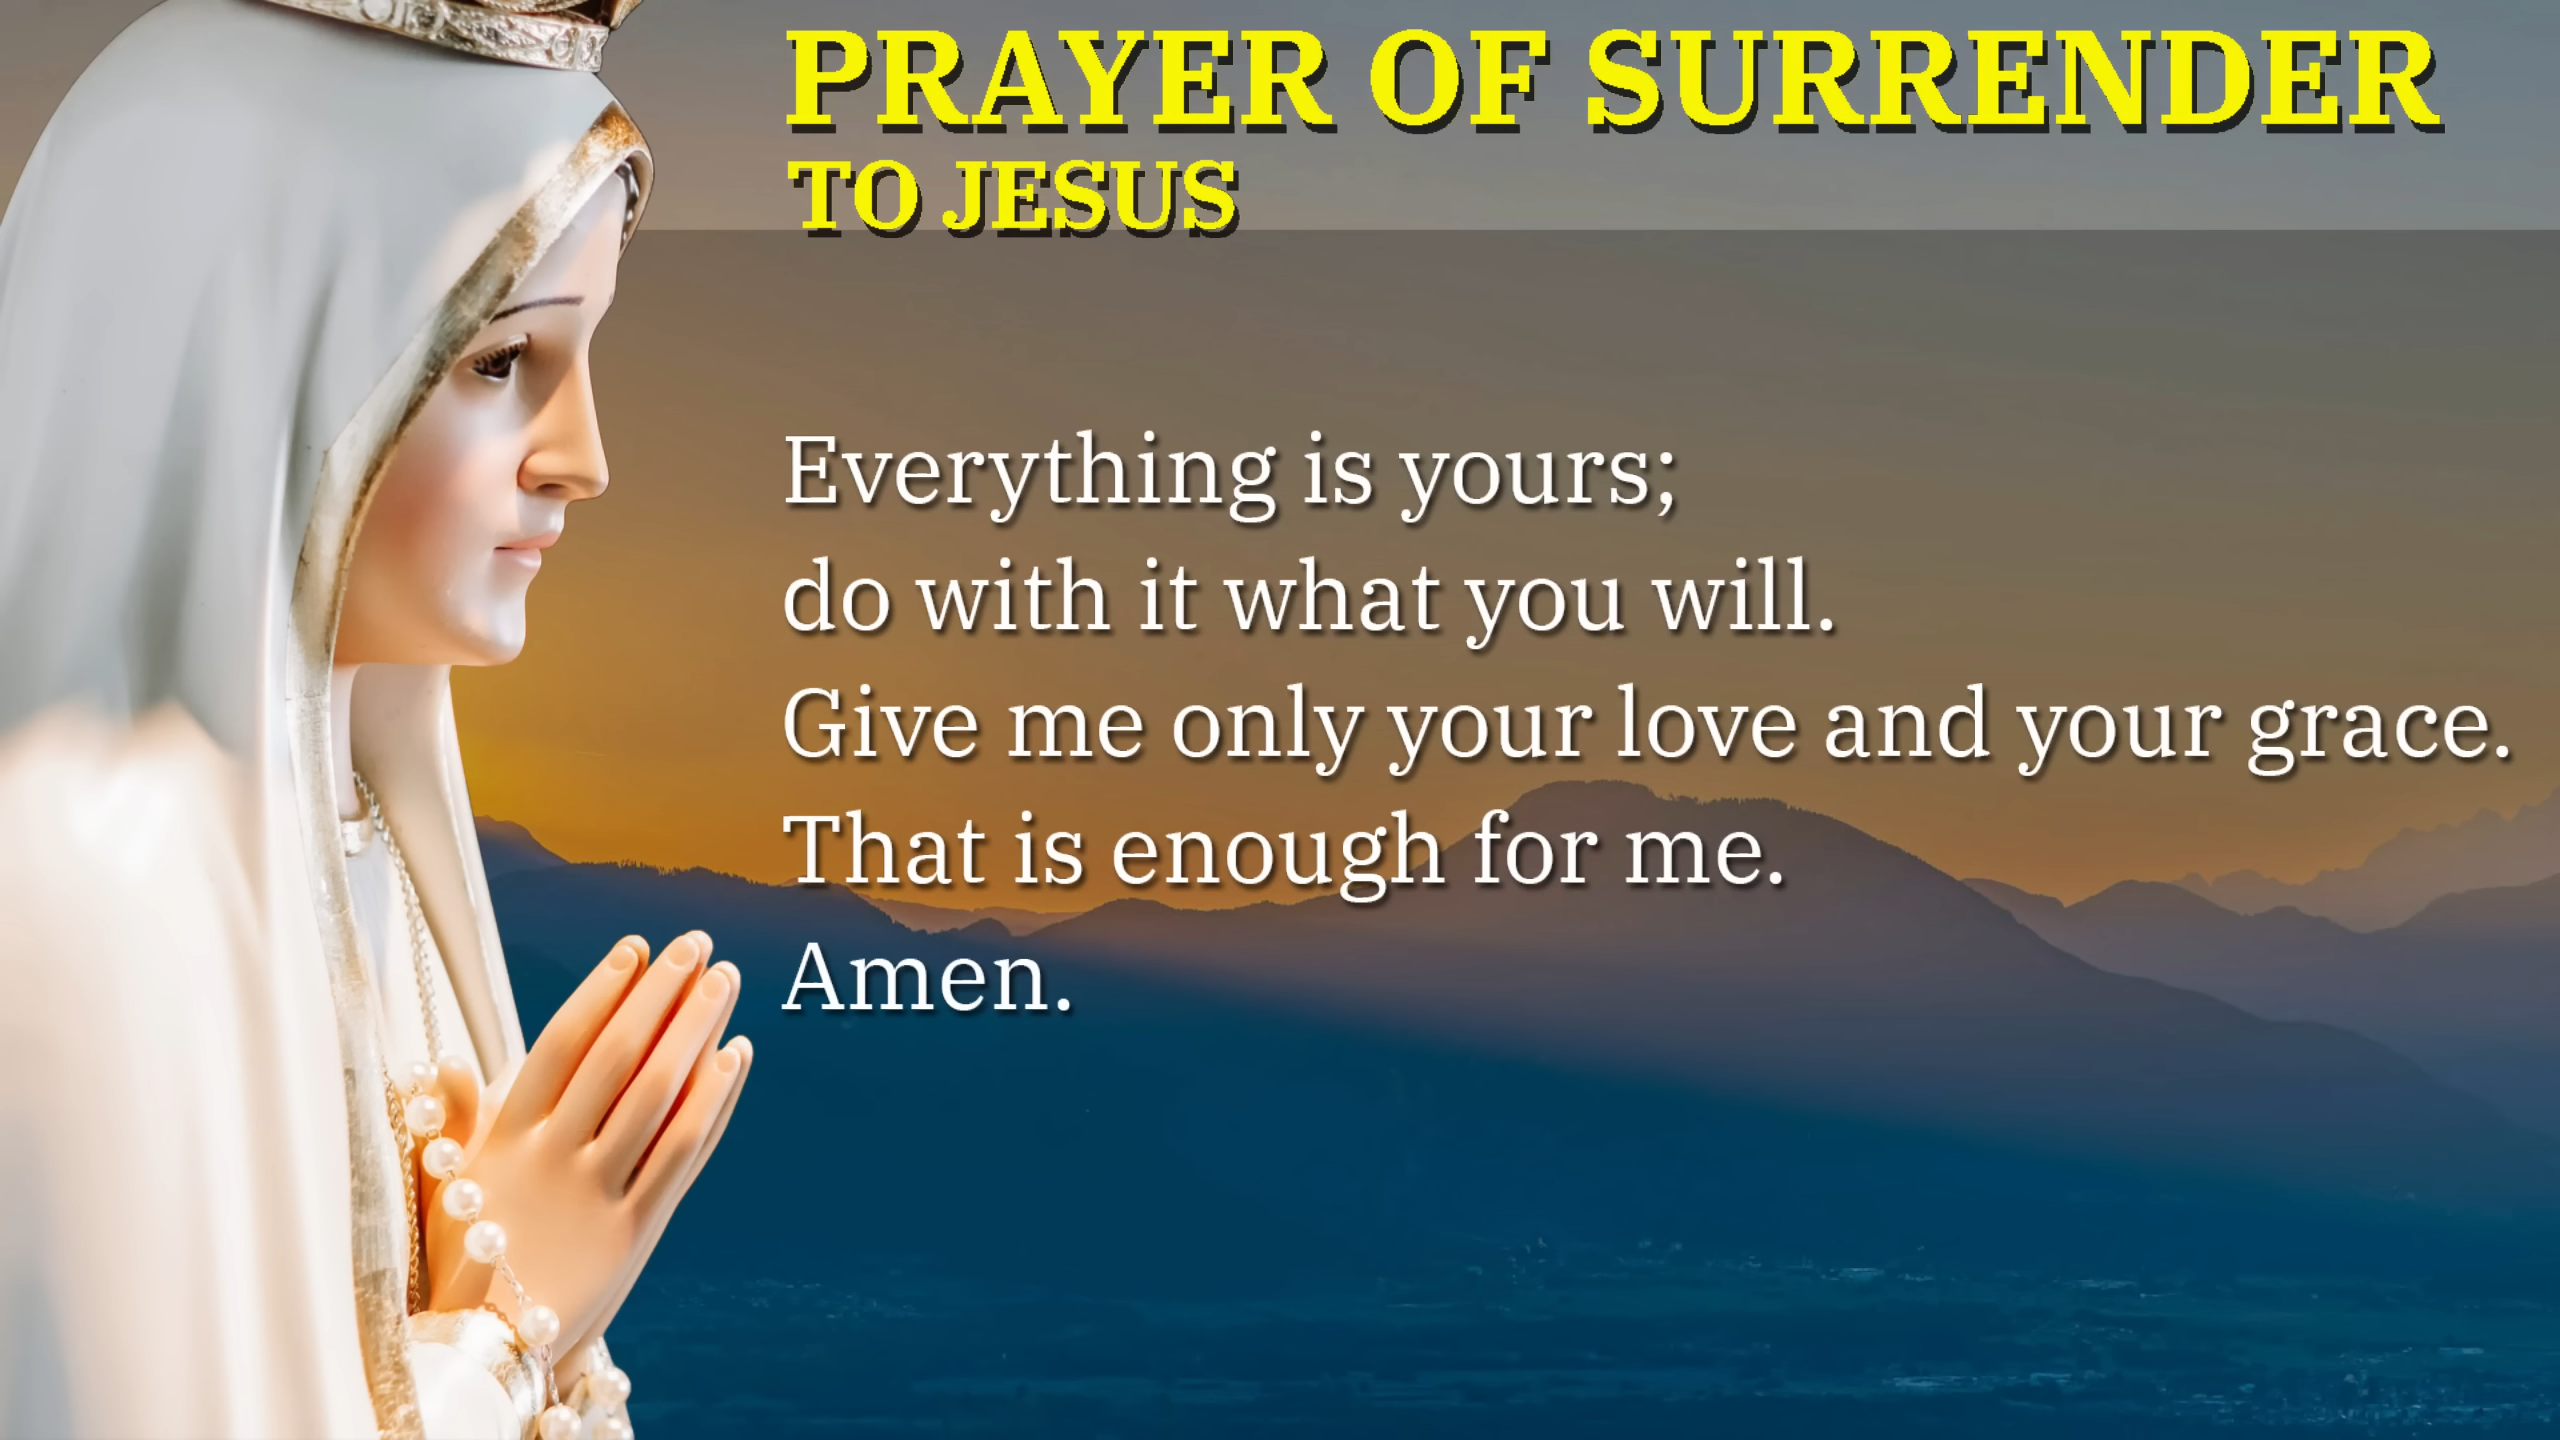 PRAYER OF SURRENDER
TO JESUS
Everything is yours;
do with it what you will.
Give me only your love and your grace.
That is enough for me.
Amen.